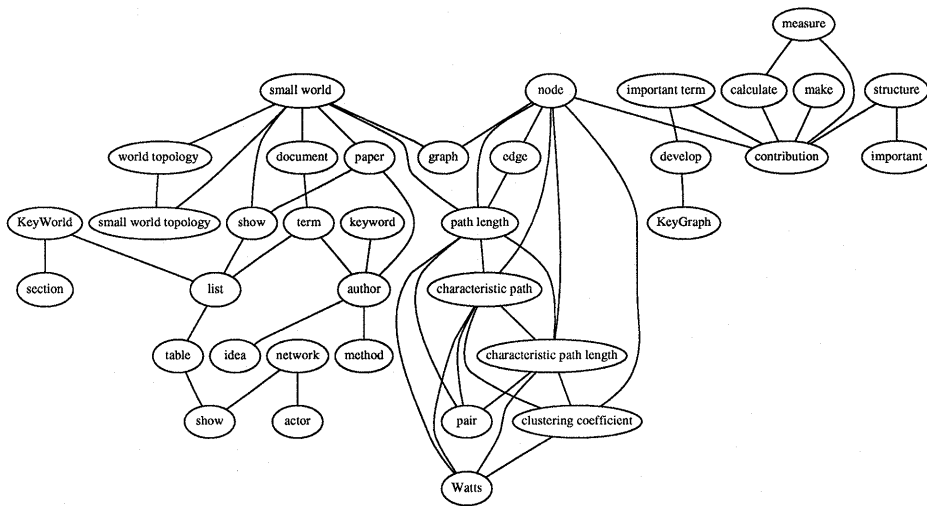 measure
small world
node
important term
calculate
make
structure
world topology
document
paper
graph
edge
develop
contribution
important
KeyWorld
small world topology
show
term
keyword
path length
KeyGraph
section
list
author
characteristic path
table
idea
network
method
characteristic path length
show
actor
pair
clustering coefficient
Watts